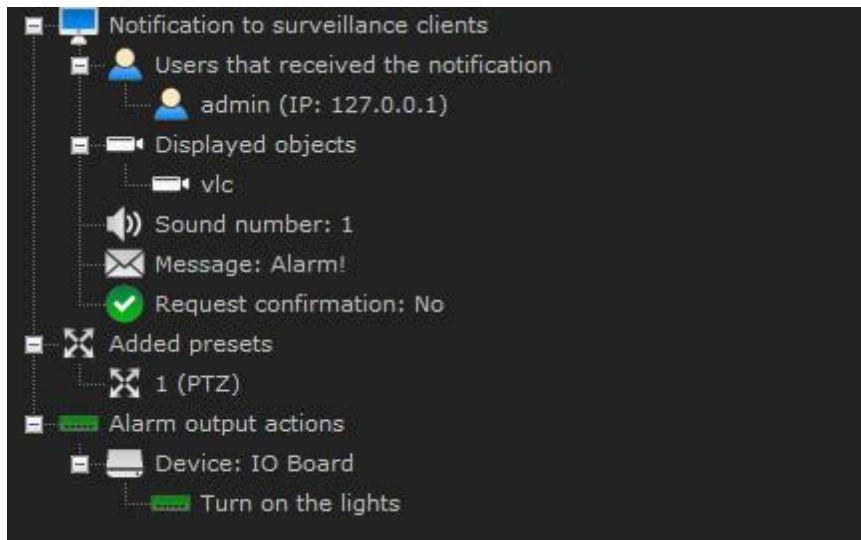 Notification to surveillance clients
Users that received the notification
admin (IP: 127.0.0.1)
Displayed objects
vlc
Sound number: 1
Message: Alarm!
Request confirmation: No
Added presets
1 (PTZ)
Alarm output actions
Device: IO Board
Turn on the lights